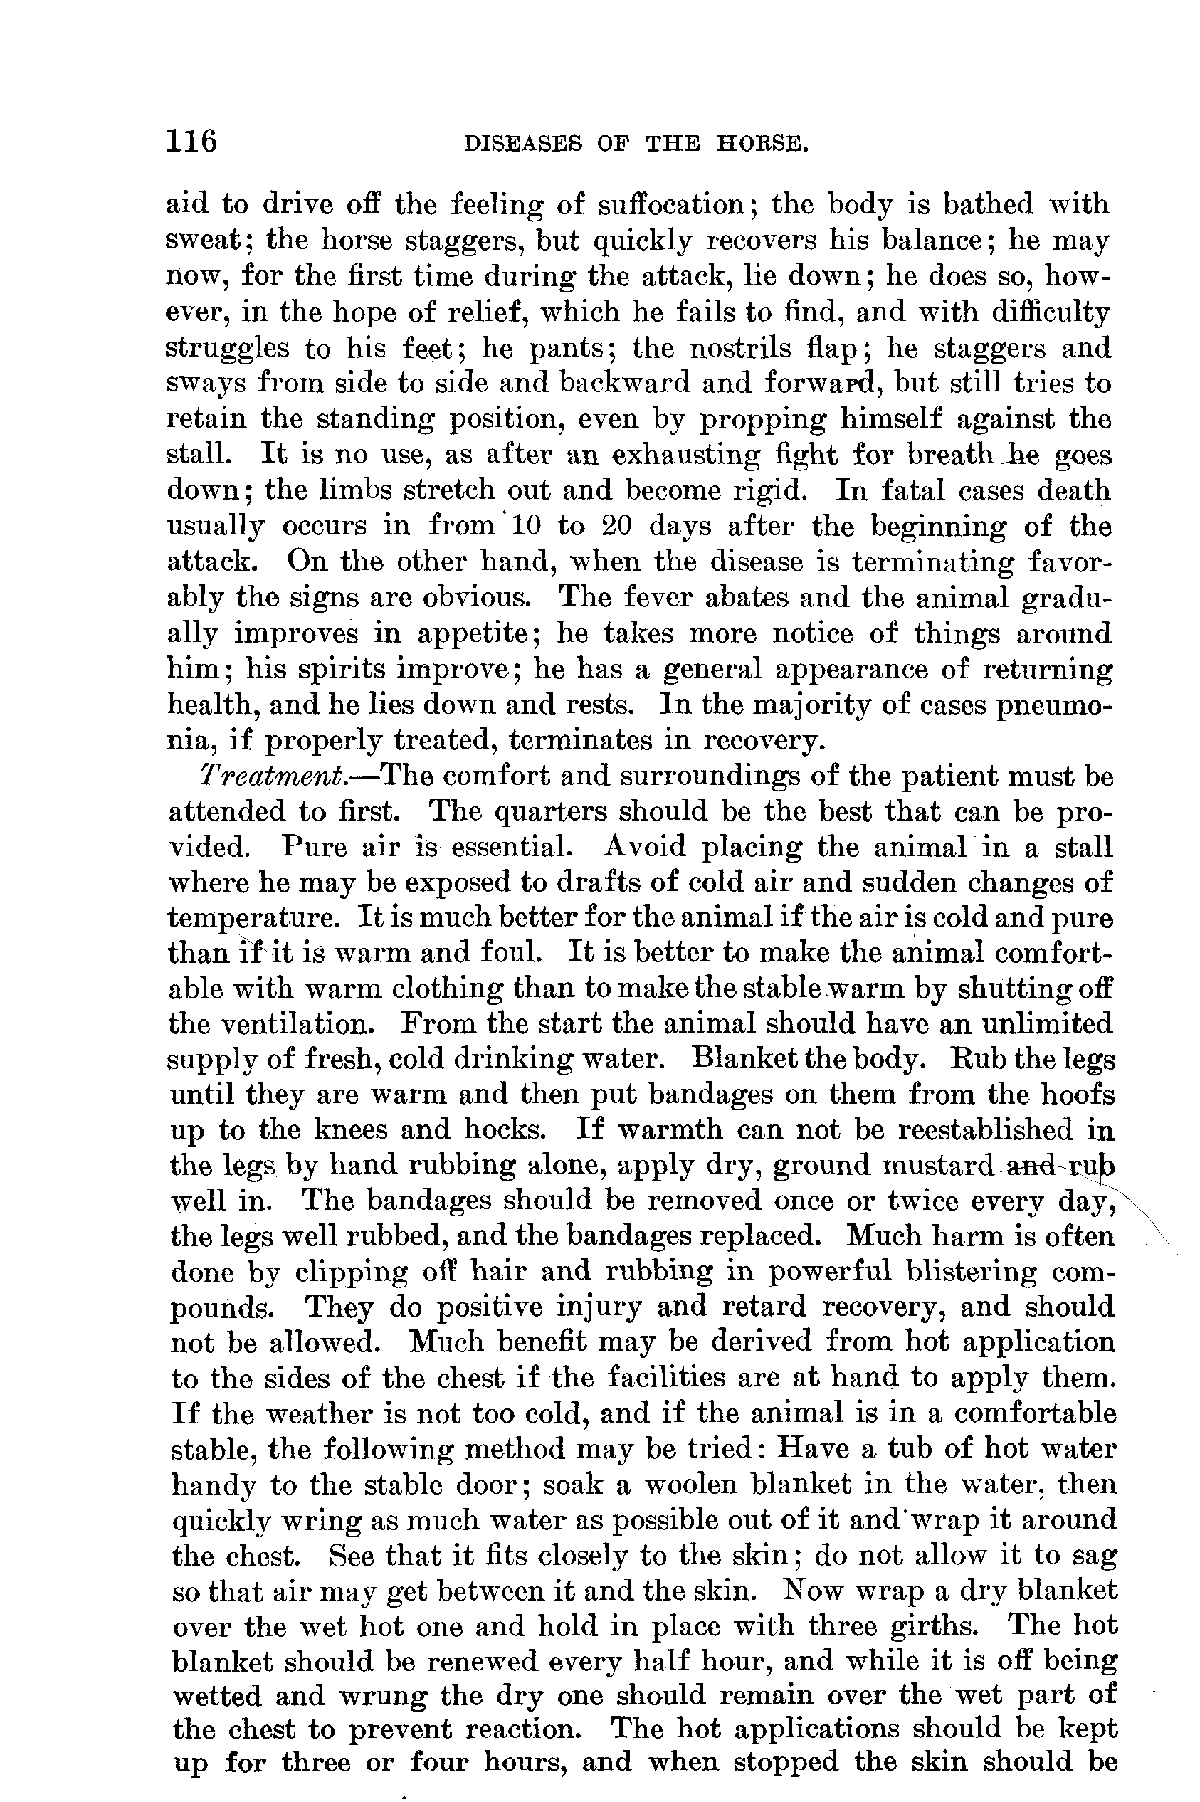 116 DISEASES OF THE HORSE.
aid to drive off the feeling of suffocation; the body is bathed with
sweat; the horse staggers, but quickly recovers his balance; he may
now, for the first time during the attack, lie down; he does so, how-
ever, in the hope of relief, which he fails to find, and with difficulty
struggles to his feet; he pants; the nostrils flap; he staggers and
sways from side to side and backward and forward, but still tries to
retain the standing position, even by propping himself against the
stall. It is no use, as after an exhausting fight for breath he goes
down; the limbs stretch out and become rigid. In fatal cases death
usually occurs in from 10 to 20 days after the beginning of the
attack. On the other hand, when the disease is terminating favor-
ably the signs are obvious. The fever abates and the animal gradu-
ally improves in appetite; he takes more notice of things around
him; his spirits improve; he has a general appearance of returning
health, and he lies down and rests. In the majority of cases pneumo-
nia, if properly treated, terminates in recovery.
Treatment.—The comfort and surroundings of the patient must be
attended to first. The quarters should be the best that can be pro-
vided. Pure air is essential. Avoid placing the animal in a stall
where he may be exposed to drafts of cold air and sudden changes of
temperature. It is much better for the animal if the air is cold and pure
than if it is warm and foul. It is better to make the animal comfort-
able with warm clothing than to make the stable warm by shutting off
the ventilation. From the start the animal should have an unlimited
supply of fresh, cold drinking water. Blanket the body. Rub the legs
until they are warm and then put bandages on them from the hoofs
up to the knees and hocks. If warmth can not be reestablished in
the legs by hand rubbing alone, apply dry, ground mustard and rub
well in. The bandages should be removed once or twice every day,
the legs well rubbed, and the bandages replaced. Much harm is often
done by clipping off hair and rubbing in powerful blistering com-
pounds. They do positive injury and retard recovery, and should
not be allowed. Much benefit may be derived from hot application
to the sides of the chest if the facilities are at hand to apply them.
If the weather is not too cold, and if the animal is in a comfortable
stable, the following method may be tried: Have a tub of hot water
handy to the stable door; soak a woolen blanket in the water, then
quickly wring as much water as possible out of it and wrap it around
the chest. See that it fits closely to the skin; do not allow it to sag
so that air may get between it and the skin. Now wrap a dry blanket
over the wet hot one and hold in place with three girths. The hot
blanket should be renewed every half hour, and while it is off being
wetted and wrung the dry one should remain over the wet part of
the chest to prevent reaction. The hot applications should be kept
up for three or four hours, and when stopped the skin should be